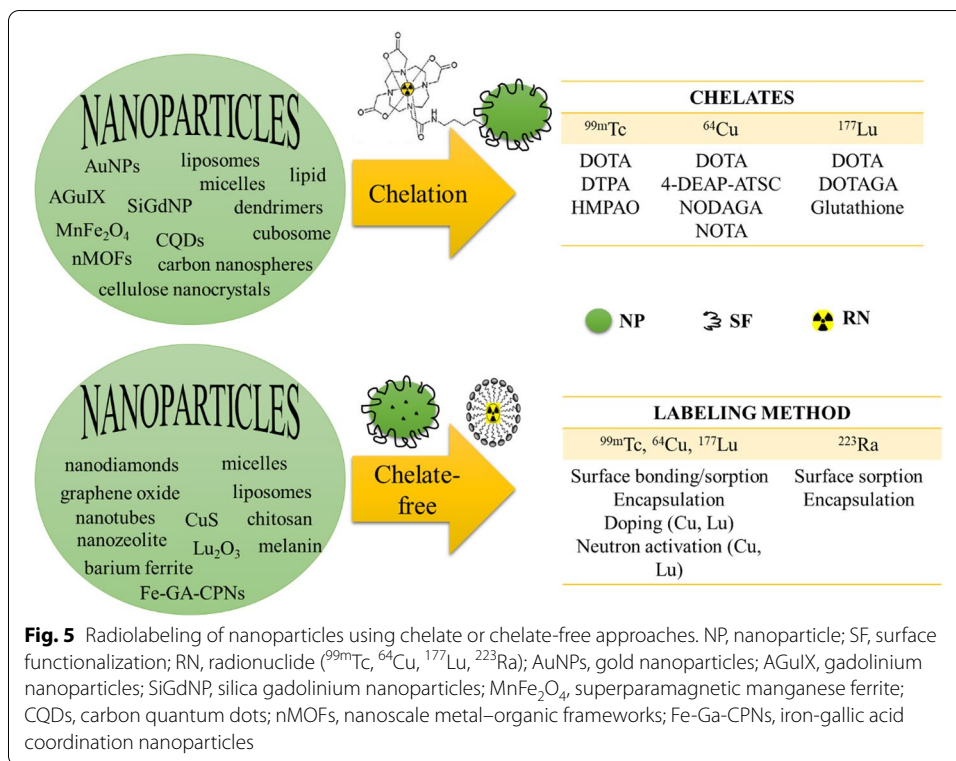 NANOPARTICLES
AuNPs
liposomes
micelles
lipid
AGuIX
SiGdNP
dendrimers
MnFe₂O₄
CQDs
cubosome
nMOFs
carbon nanospheres
cellulose nanocrystals
O
O
O
O
N
N
N
N
O
O
O
H
N
Chelation
CHELATES
⁹⁹ᵐTc ⁶⁴Cu ¹⁷⁷Lu
DOTA DOTA DOTA
DTPA 4-DEAP-ATSC DOTAGA
HMPAO NODAGA Glutathione
NOTA
NP SF RN
NANOPARTICLES
nanodiamonds
micelles
graphene oxide
liposomes
nanotubes
CuS
chitosan
nanozeolite
Lu₂O₃
melanin
barium ferrite
Fe-GA-CPNs
Chelate-
free
LABELING METHOD
⁹⁹ᵐTc, ⁶⁴Cu, ¹⁷⁷Lu ²²³Ra
Surface bonding/sorption Surface sorption
Encapsulation Encapsulation
Doping (Cu, Lu)
Neutron activation (Cu,
Lu)
Fig. 5 Radiolabeling of nanoparticles using chelate or chelate-free approaches. NP, nanoparticle; SF, surface
functionalization; RN, radionuclide (⁹⁹ᵐTc, ⁶⁴Cu, ¹⁷⁷Lu, ²²³Ra); AuNPs, gold nanoparticles; AGuIX, gadolinium
nanoparticles; SiGdNP, silica gadolinium nanoparticles; MnFe₂O₄, superparamagnetic manganese ferrite;
CQDs, carbon quantum dots; nMOFs, nanoscale metal–organic frameworks; Fe-Ga-CPNs, iron-gallic acid
coordination nanoparticles